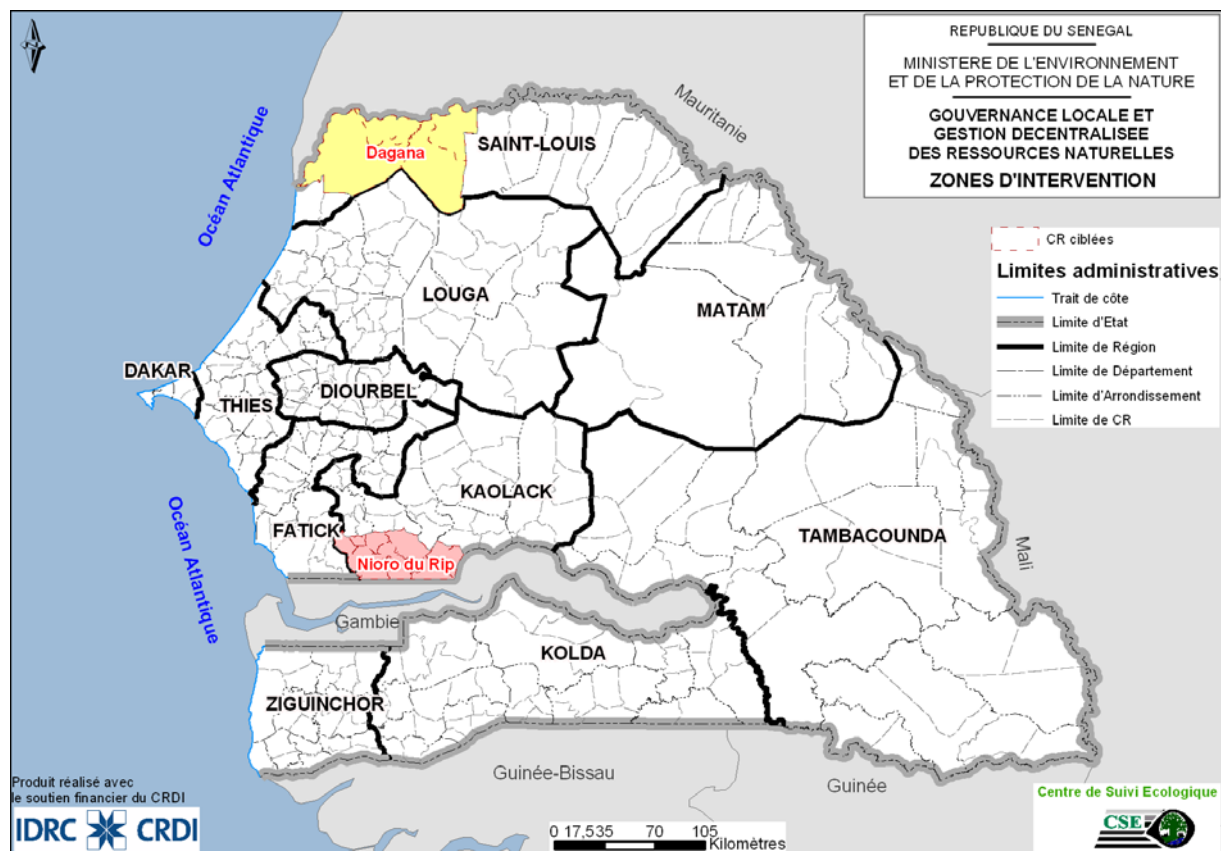 REPUBLIQUE DU SENEGAL
MINISTERE DE L'ENVIRONNEMENT
ET DE LA PROTECTION DE LA NATURE
GOUVERNANCE LOCALE ET
GESTION DECENTRALISEE
DES RESSOURCES NATURELLES
ZONES D'INTERVENTION
CR ciblées
Limites administratives
Trait de côte
Limite d'Etat
Limite de Région
Limite de Département
Limite d'Arrondissement
Limite de CR
Océan Atlantique
Mauritanie
Dagana
SAINT-LOUIS
LOUGA
MATAM
DAKAR
THIES
DIOURBEL
KAOLACK
FATICK
Nioro du Rip
TAMBACOUNDA
Mali
Océan Atlantique
Gambie
KOLDA
ZIGUINCHOR
Guinée-Bissau
Guinée
Produit réalisé avec
le soutien financier du CRDI
IDRC CRDI
0 17,535 70 105
Kilomètres
Centre de Suivi Ecologique
CSE